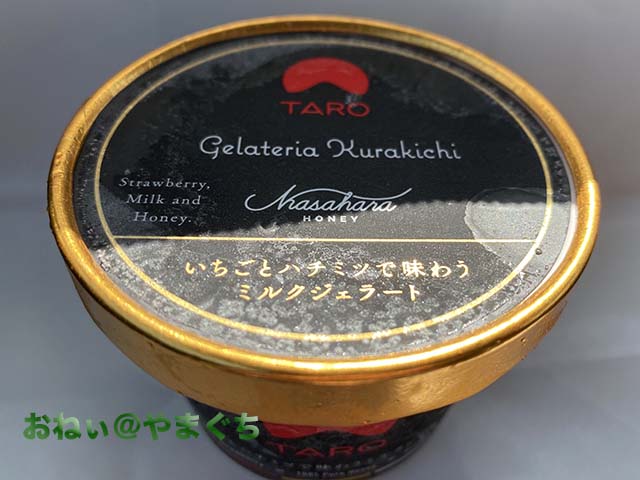 TARO
Gelateria Kurakichi
Strawberry,
Milk and
Honey.
Masahara
HONEY
いちごとハチミツで味わう
ミルクジェラート
おねぃ@やまぐち
TARO